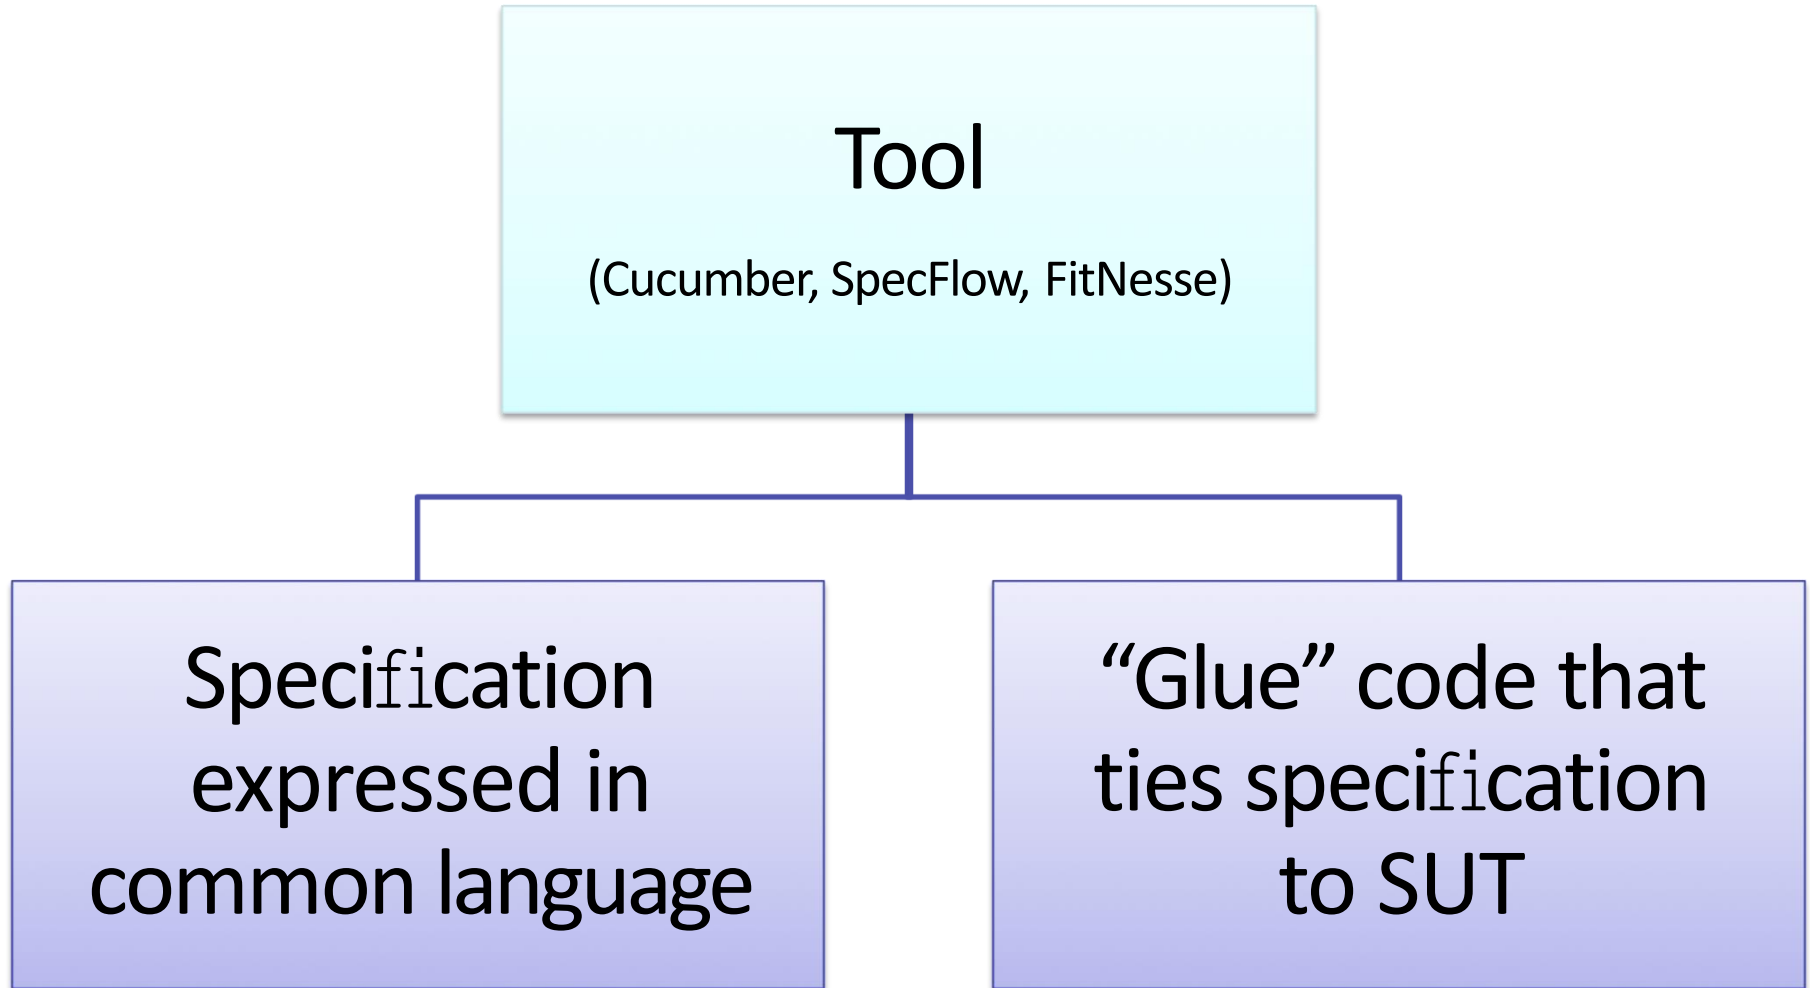 Tool
(Cucumber, SpecFlow, FitNesse)
Specification
expressed in
common language
“Glue” code that
ties specification
to SUT